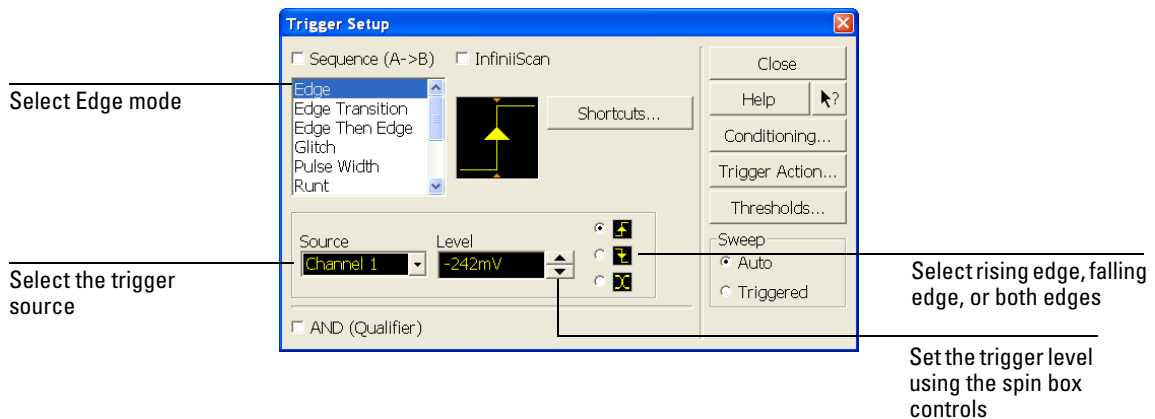 Trigger Setup
Sequence (A->B)
InfiniiScan
Close
Select Edge mode
Edge
Edge Transition
Edge Then Edge
Glitch
Pulse Width
Runt
Shortcuts...
Help
?
Conditioning...
Trigger Action...
Thresholds...
Source
Level
Channel 1
-242mV
Sweep
Auto
Triggered
Select the trigger
source
Select rising edge, falling
edge, or both edges
AND (Qualifier)
Set the trigger level
using the spin box
controls